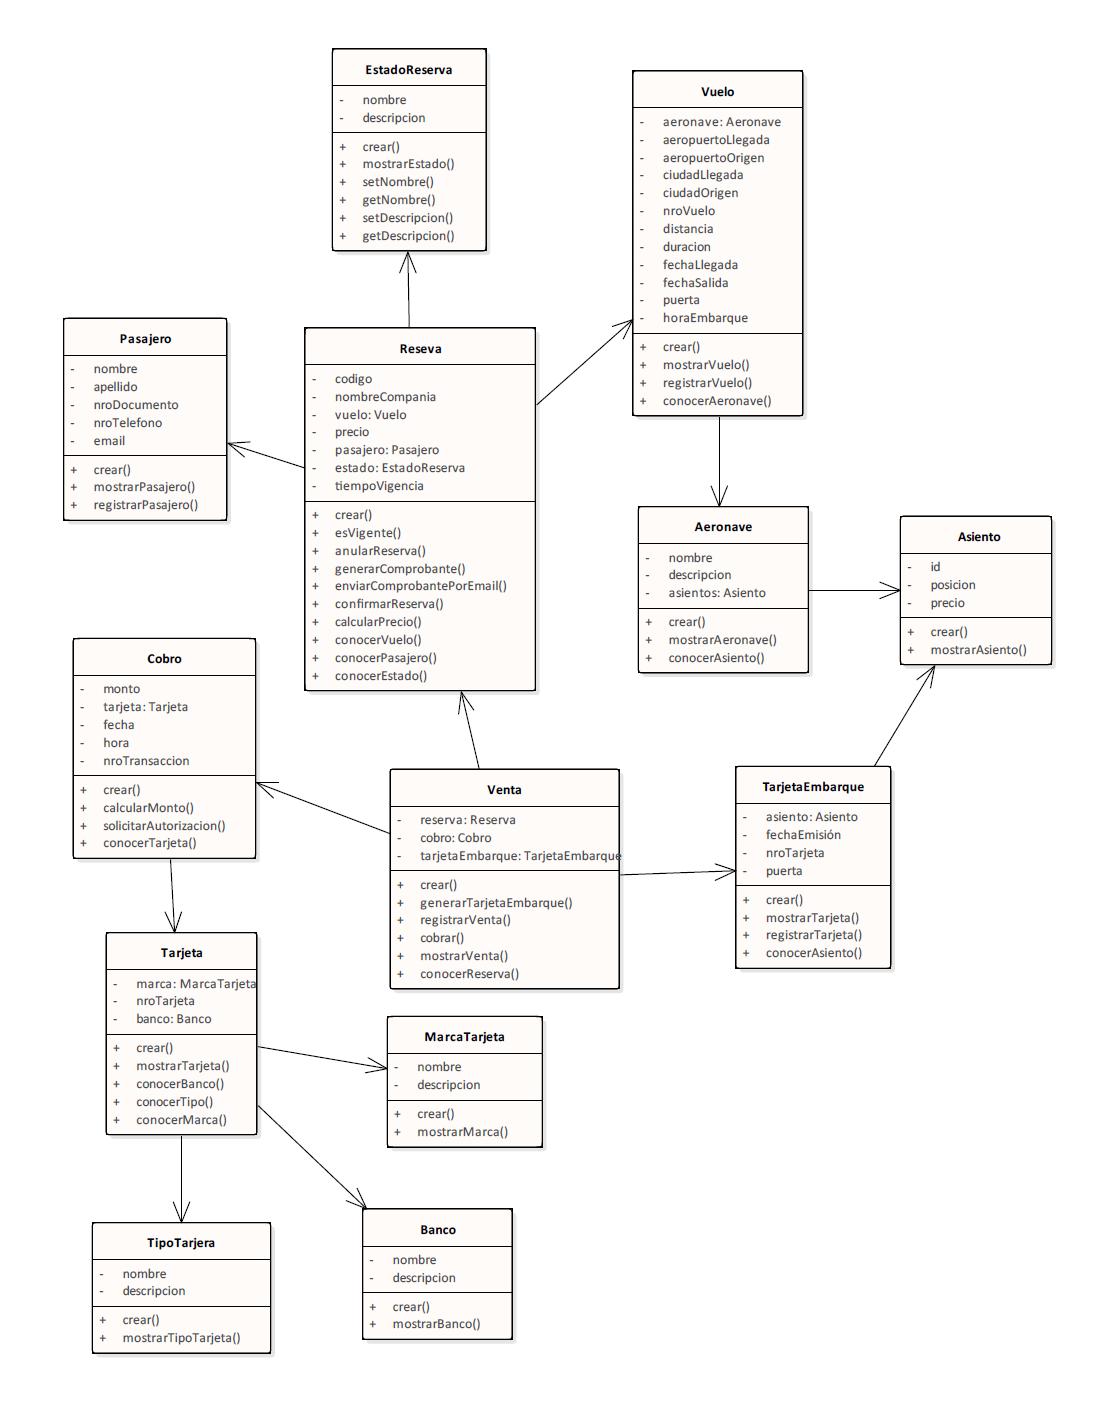 EstadoReserva
- nombre
- descripcion
+ crear()
+ mostrarEstado()
+ setNombre()
+ getNombre()
+ setDescripcion()
+ getDescripcion()
Vuelo
- aeronave: Aeronave
- aeropuertoLlegada
- aeropuertoOrigen
- ciudadLlegada
- ciudadOrigen
- nroVuelo
- distancia
- duracion
- fechaLlegada
- fechaSalida
- puerta
- horaEmbarque
+ crear()
+ mostrarVuelo()
+ registrarVuelo()
+ conocerAeronave()
Pasajero
- nombre
- apellido
- nroDocumento
- nroTelefono
- email
+ crear()
+ mostrarPasajero()
+ registrarPasajero()
Reseva
- codigo
- nombreCompania
- vuelo: Vuelo
- precio
- pasajero: Pasajero
- estado: EstadoReserva
- tiempoVigencia
+ crear()
+ esVigente()
+ anularReserva()
+ generarComprobante()
+ enviarComprobantePorEmail()
+ confirmarReserva()
+ calcularPrecio()
+ conocerVuelo()
+ conocerPasajero()
+ conocerEstado()
Aeronave
- nombre
- descripcion
- asientos: Asiento
+ crear()
+ mostrarAeronave()
+ conocerAsiento()
Asiento
- id
- posicion
- precio
+ crear()
+ mostrarAsiento()
Cobro
- monto
- tarjeta: Tarjeta
- fecha
- hora
- nroTransaccion
+ crear()
+ calcularMonto()
+ solicitarAutorizacion()
+ conocerTarjeta()
Venta
- reserva: Reserva
- cobro: Cobro
- tarjetaEmbarque: TarjetaEmbarque
+ crear()
+ generarTarjetaEmbarque()
+ registrarVenta()
+ cobrar()
+ mostrarVenta()
+ conocerReserva()
TarjetaEmbarque
- asiento: Asiento
- fechaEmisión
- nroTarjeta
- puerta
+ crear()
+ mostrarTarjeta()
+ registrarTarjeta()
+ conocerAsiento()
Tarjeta
- marca: MarcaTarjeta
- nroTarjeta
- banco: Banco
+ crear()
+ mostrarTarjeta()
+ conocerBanco()
+ conocerTipo()
+ conocerMarca()
MarcaTarjeta
- nombre
- descripcion
+ crear()
+ mostrarMarca()
TipoTarjera
- nombre
- descripcion
+ crear()
+ mostrarTipoTarjeta()
Banco
- nombre
- descripcion
+ crear()
+ mostrarBanco()